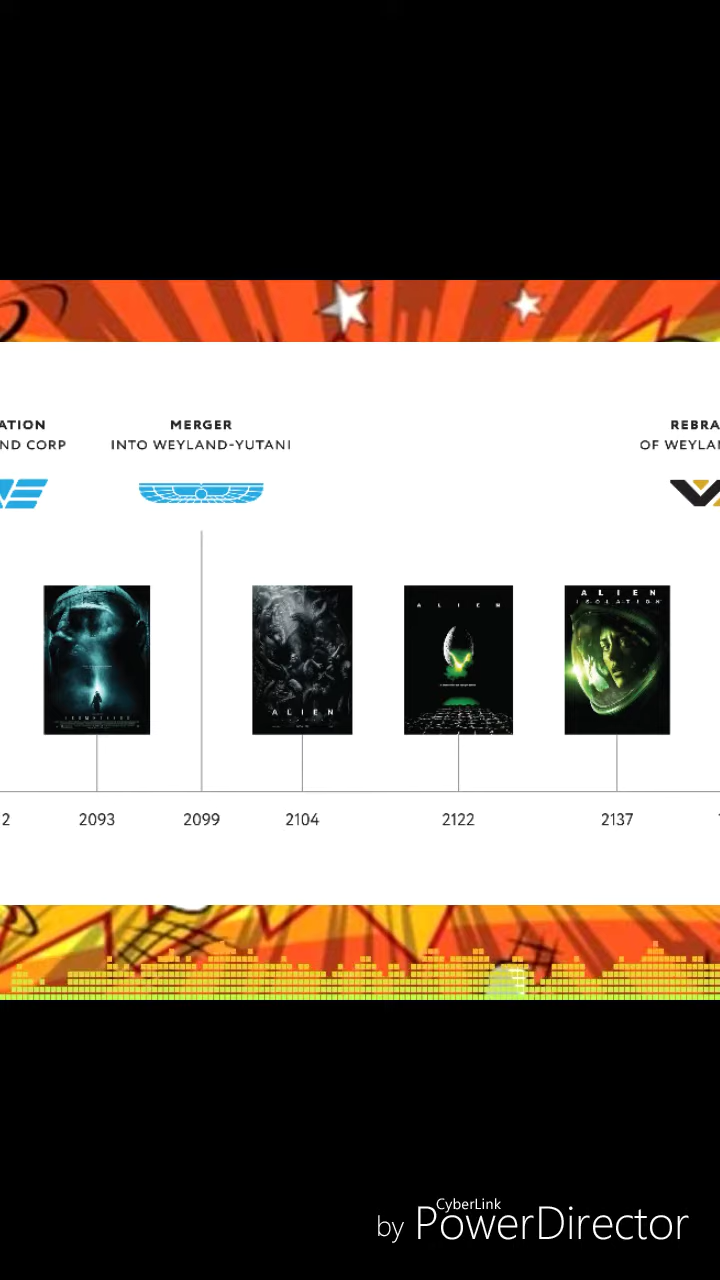 ATION
ND CORP
MERGER
INTO WEYLAND-YUTANI
REBRA
OF WEYLAN
ALIEN
ALIEN
ALIEN
ISOLATION
2
2093
2099
2104
2122
2137
by CyberLink
PowerDirector